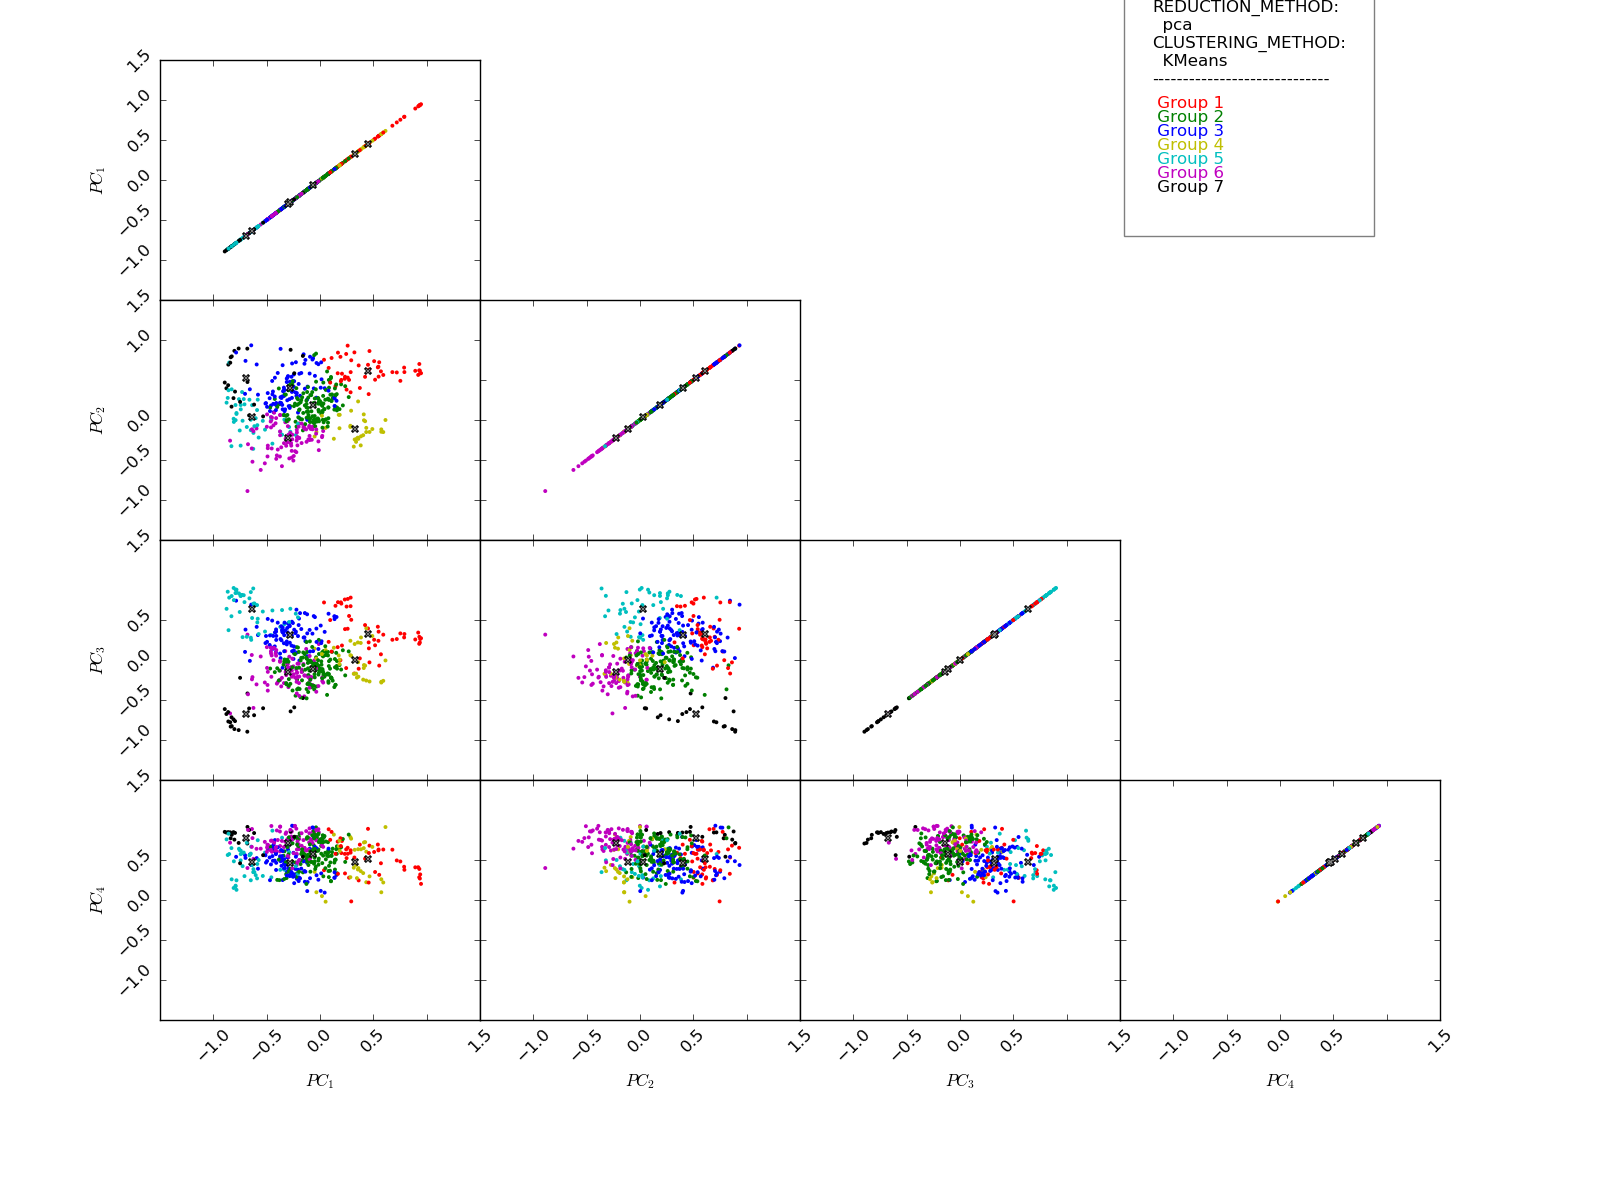 REDUCTION_METHOD:
pca
CLUSTERING_METHOD:
KMeans
------------------------------
Group 1
Group 2
Group 3
Group 4
Group 5
Group 6
Group 7
1.5
1.0
0.5
0.0
−0.5
−1.0
PC1
1.5
1.0
0.0
−0.5
−1.0
PC2
1.5
0.5
0.0
−0.5
−1.0
PC3
1.5
0.5
0.0
−0.5
−1.0
PC4
−1.0 −0.5 0.0 0.5 1.5 −1.0 −0.5 0.0 0.5 1.5 −1.0 −0.5 0.0 0.5 1.5 −1.0 −0.5 0.0 0.5 1.5
PC1 PC2 PC3 PC4